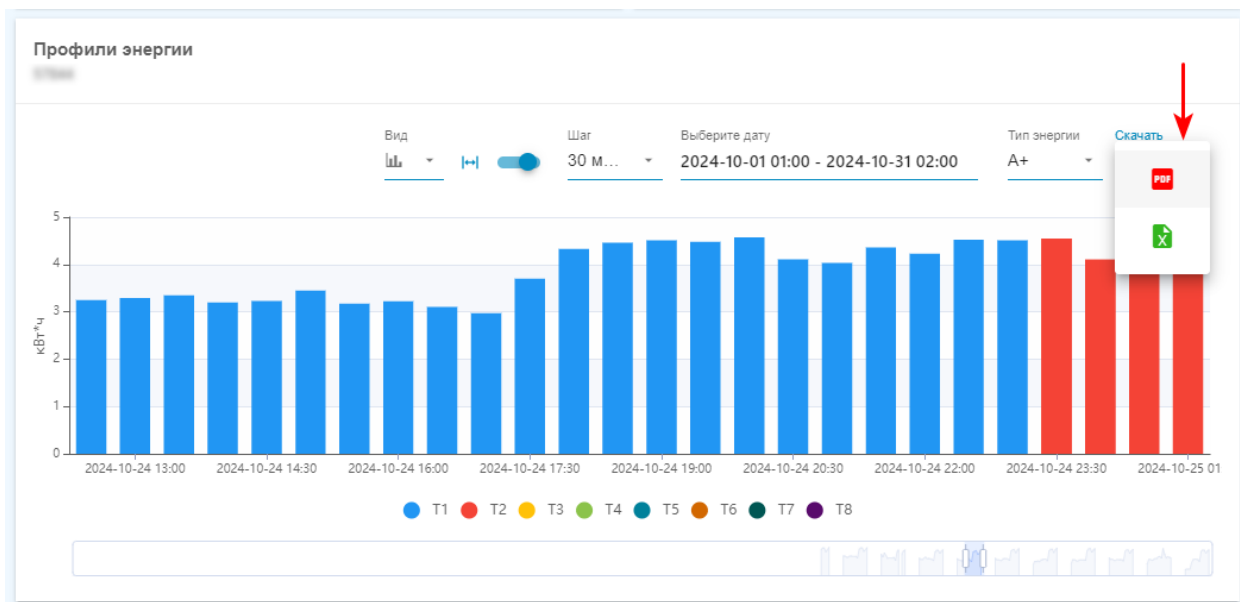 Профили энергии
Вид
Шаг
Выберите дату
Тип энергии
Скачать
30 м...
2024-10-01 01:00 - 2024-10-31 02:00
A+
PDF
X
5
4
3
2
1
0
кВт*ч
2024-10-24 13:00
2024-10-24 14:30
2024-10-24 16:00
2024-10-24 17:30
2024-10-24 19:00
2024-10-24 20:30
2024-10-24 22:00
2024-10-24 23:30
2024-10-25 01
T1 T2 T3 T4 T5 T6 T7 T8